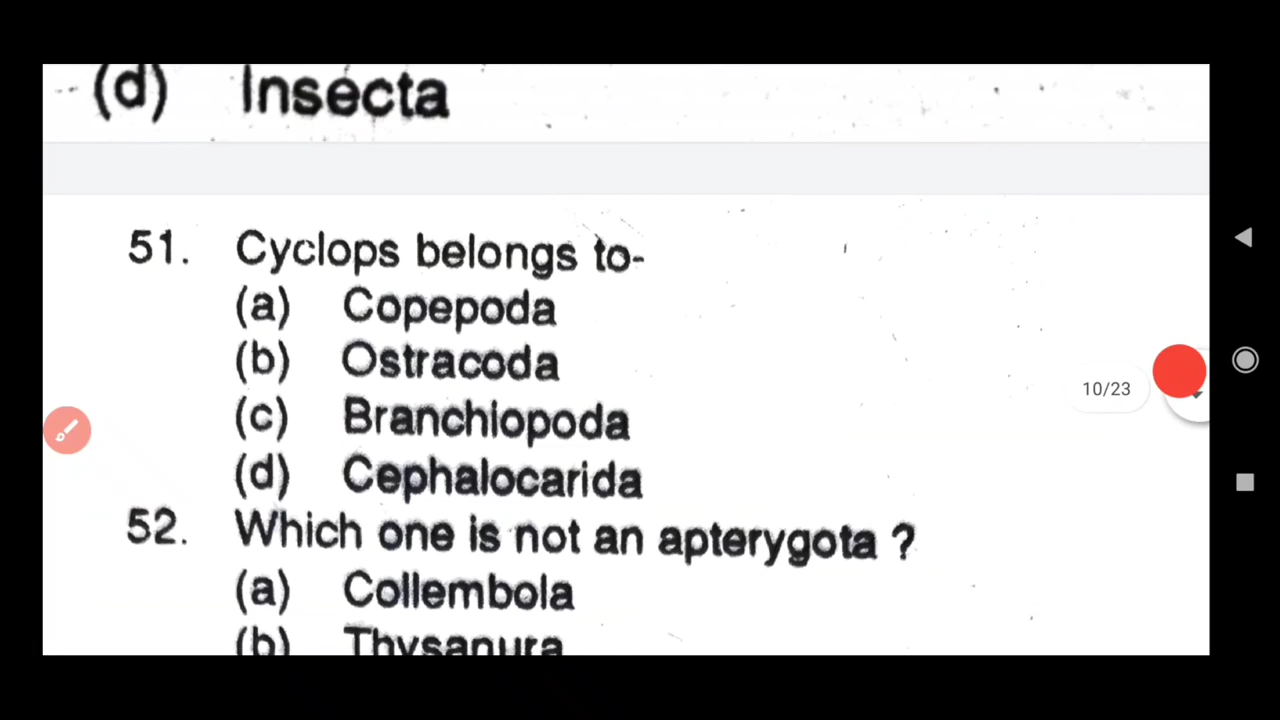 (d) Insecta
51. Cyclops belongs to-
(a) Copepoda
(b) Ostracoda
(c) Branchiopoda
(d) Cephalocarida
10/23
52. Which one is not an apterygota ?
(a) Collembola
(b) Thysanura